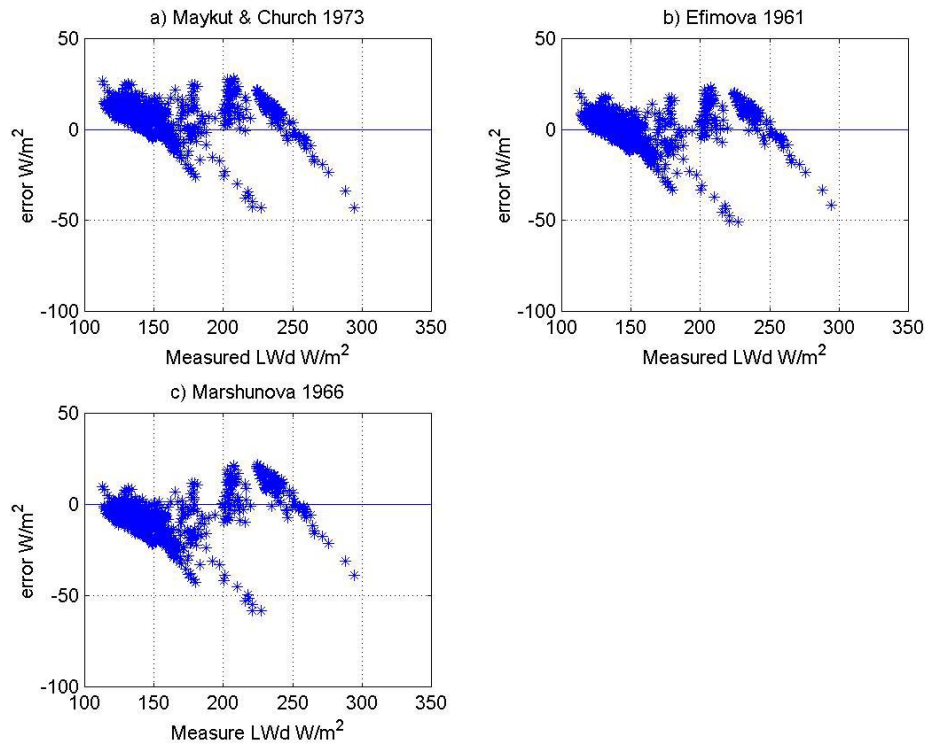 a) Maykut & Church 1973
50
0
-50
-100
error W/m²
100 150 200 250 300 350
Measured LWd W/m²
b) Efimova 1961
50
0
-50
-100
error W/m²
100 150 200 250 300 350
Measured LWd W/m²
c) Marshunova 1966
50
0
-50
-100
error W/m²
100 150 200 250 300 350
Measure LWd W/m²